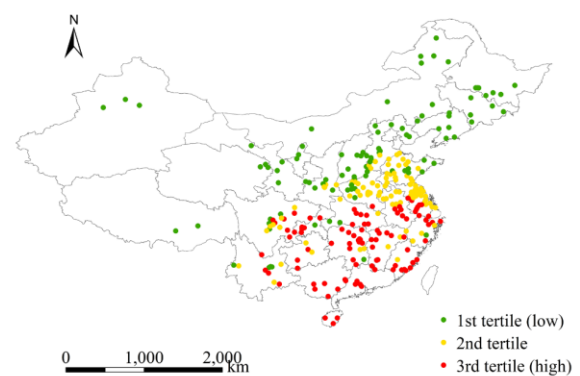 N
1st tertile (low)
2nd tertile
3rd tertile (high)
0 1,000 2,000
km